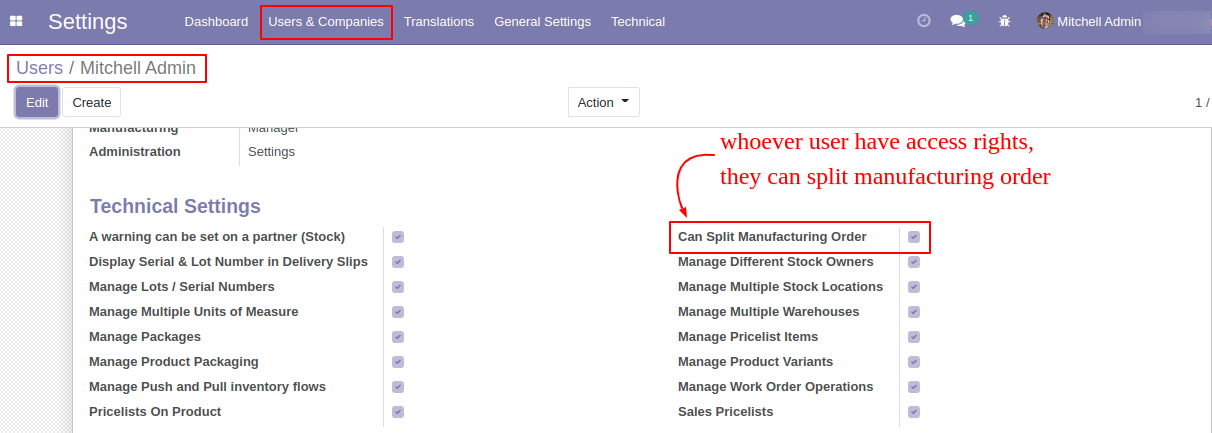 Settings Dashboard Users & Companies Translations General Settings Technical 1 Mitchell Admin
Users / Mitchell Admin
Edit Create Action 1 /
Manufacturing Manager
Administration Settings
whoever user have access rights,
they can split manufacturing order
Technical Settings
A warning can be set on a partner (Stock) Can Split Manufacturing Order
Display Serial & Lot Number in Delivery Slips Manage Different Stock Owners
Manage Lots / Serial Numbers Manage Multiple Stock Locations
Manage Multiple Units of Measure Manage Multiple Warehouses
Manage Packages Manage Pricelist Items
Manage Product Packaging Manage Product Variants
Manage Push and Pull inventory flows Manage Work Order Operations
Pricelists On Product Sales Pricelists